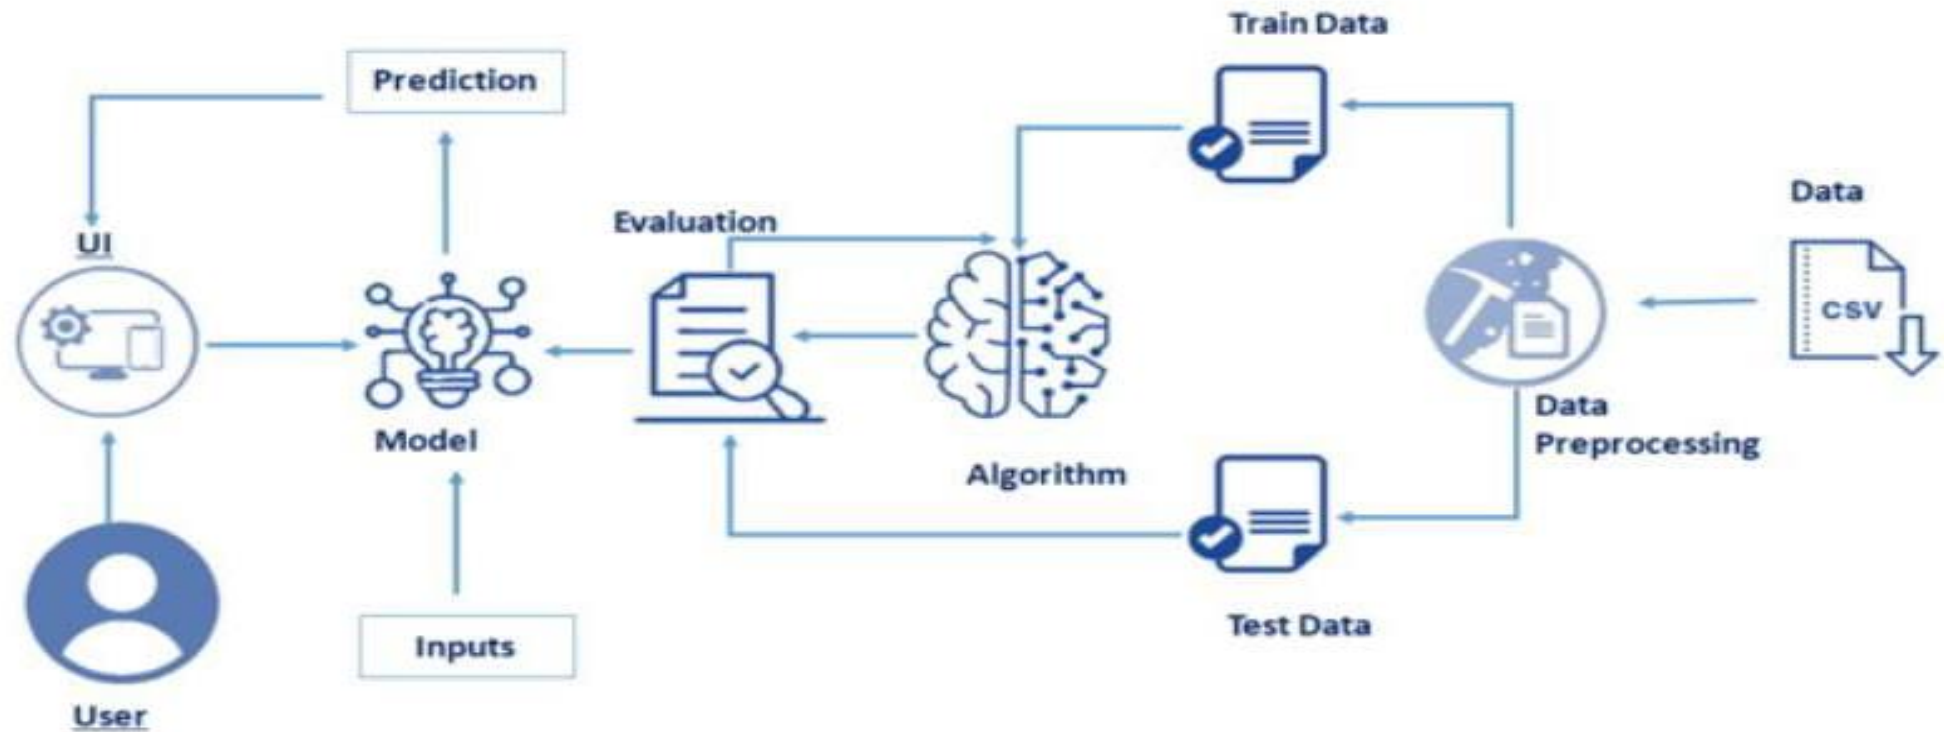 Train Data
Prediction
Data
Evaluation
UI
CSV
Data
Preprocessing
Model
Algorithm
Test Data
Inputs
User